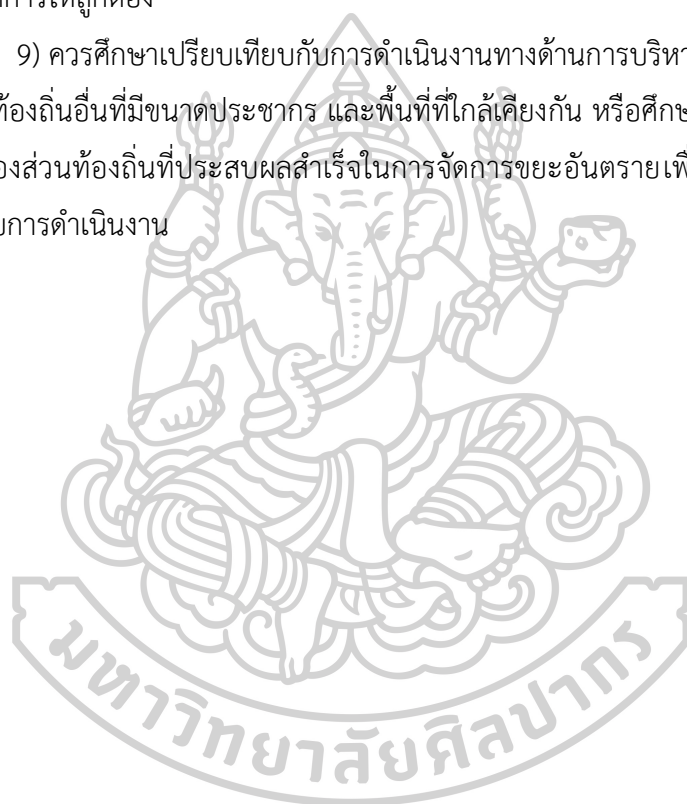 การให้ถูกต้อง
9) ควรศึกษาเปรียบเทียบกับการดำเนินงานทางด้านการบริหา
ท้องถิ่นอื่นที่มีขนาดประชากร และพื้นที่ที่ใกล้เคียงกัน หรือศึกษ
องส่วนท้องถิ่นที่ประสบผลสำเร็จในการจัดการขยะอันตรายเพื
บการดำเนินงาน
มหาวิทยาลัยศิลปากร